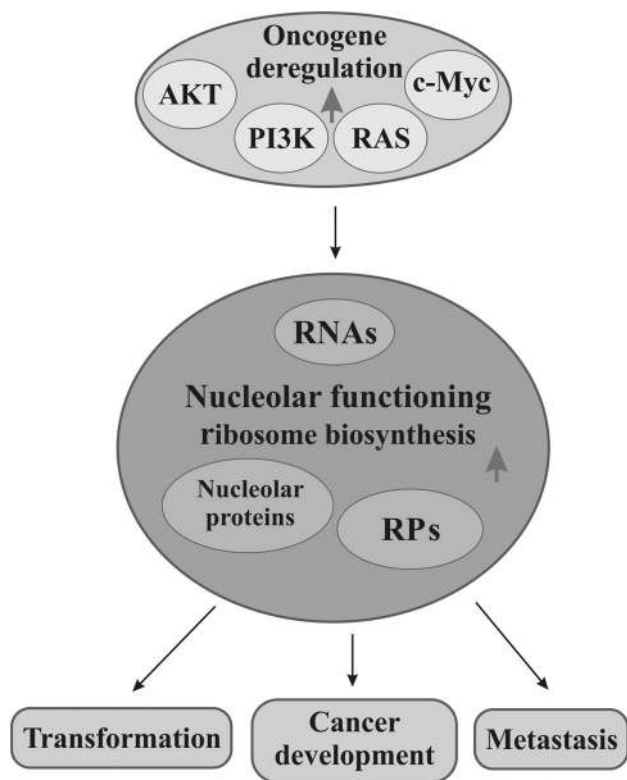 Oncogene
deregulation
AKT
c-Myc
PI3K
RAS
RNAs
Nucleolar functioning
ribosome biosynthesis
Nucleolar
proteins
RPs
Transformation
Cancer
development
Metastasis